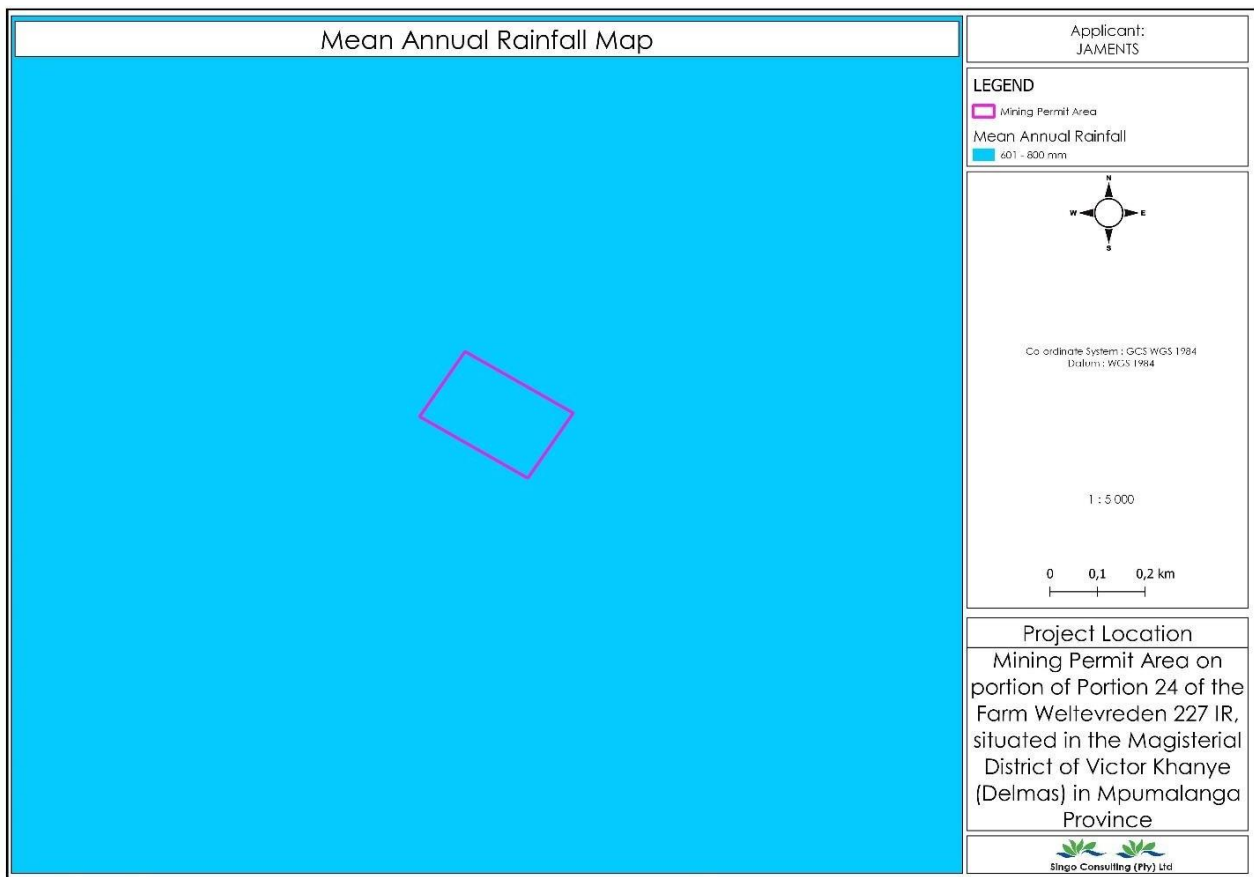 Mean Annual Rainfall Map
Applicant:
JAMENTS
LEGEND
Mining Permit Area
Mean Annual Rainfall
601 - 800 mm
N
W E
S
Co ordinate System : GCS WGS 1984
Datum : WGS 1984
1 : 5 000
0 0,1 0,2 km
Project Location
Mining Permit Area on
portion of Portion 24 of the
Farm Weltevreden 227 IR,
situated in the Magisterial
District of Victor Khanye
(Delmas) in Mpumalanga
Province
Singo Consulting (Pty) Ltd